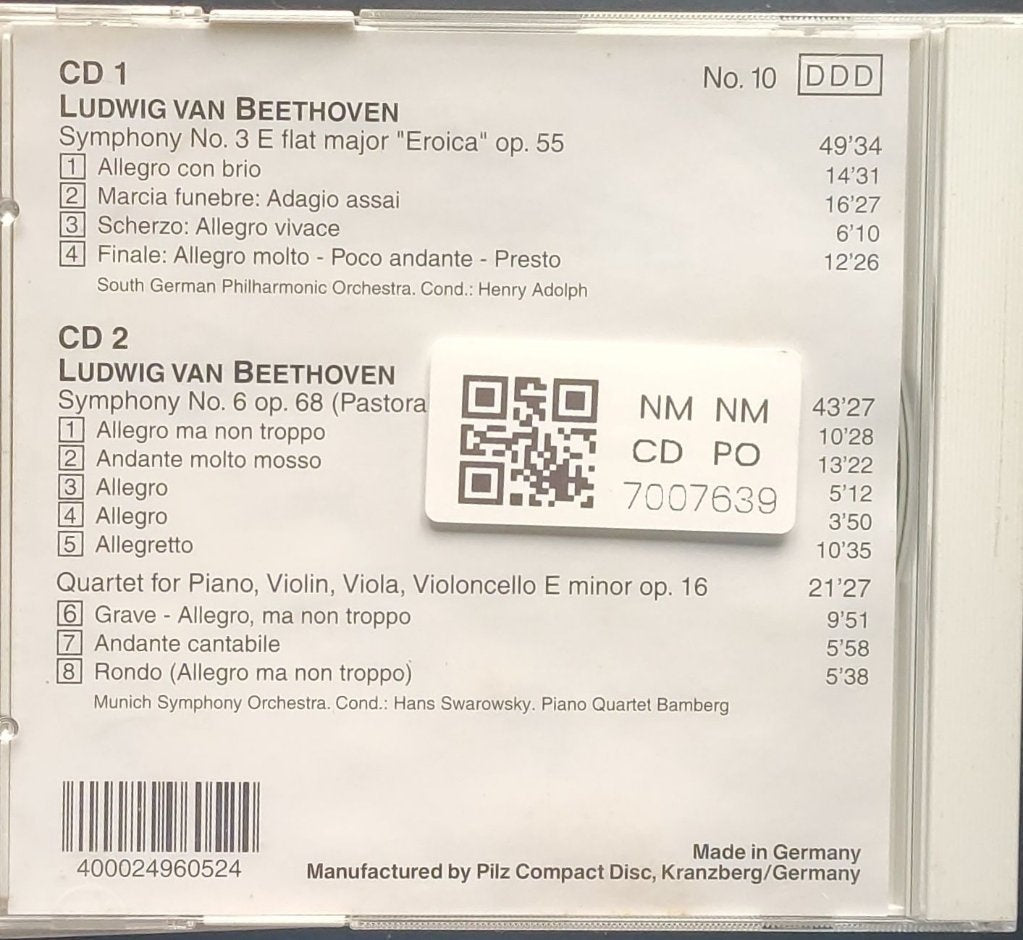 CD 1
No. 10 DDD
LUDWIG VAN BEETHOVEN
Symphony No. 3 E flat major "Eroica" op. 55 49'34
1 Allegro con brio 14'31
2 Marcia funebre: Adagio assai 16'27
3 Scherzo: Allegro vivace 6'10
4 Finale: Allegro molto - Poco andante - Presto 12'26
South German Philharmonic Orchestra. Cond.: Henry Adolph
CD 2
LUDWIG VAN BEETHOVEN
Symphony No. 6 op. 68 (Pastora 43'27
1 Allegro ma non troppo 10'28
2 Andante molto mosso 13'22
3 Allegro 5'12
4 Allegro 3'50
5 Allegretto 10'35
NM NM
CD PO
7007639
Quartet for Piano, Violin, Viola, Violoncello E minor op. 16 21'27
6 Grave - Allegro, ma non troppo 9'51
7 Andante cantabile 5'58
8 Rondo (Allegro ma non troppo) 5'38
Munich Symphony Orchestra. Cond.: Hans Swarowsky. Piano Quartet Bamberg
400024960524
Made in Germany
Manufactured by Pilz Compact Disc, Kranzberg/Germany